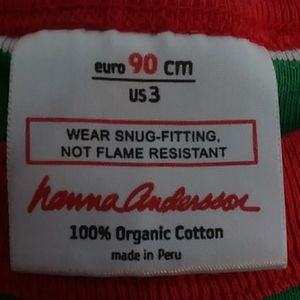 euro 90 cm
US 3
WEAR SNUG-FITTING,
NOT FLAME RESISTANT
hanna andersson
100% Organic Cotton
made in Peru